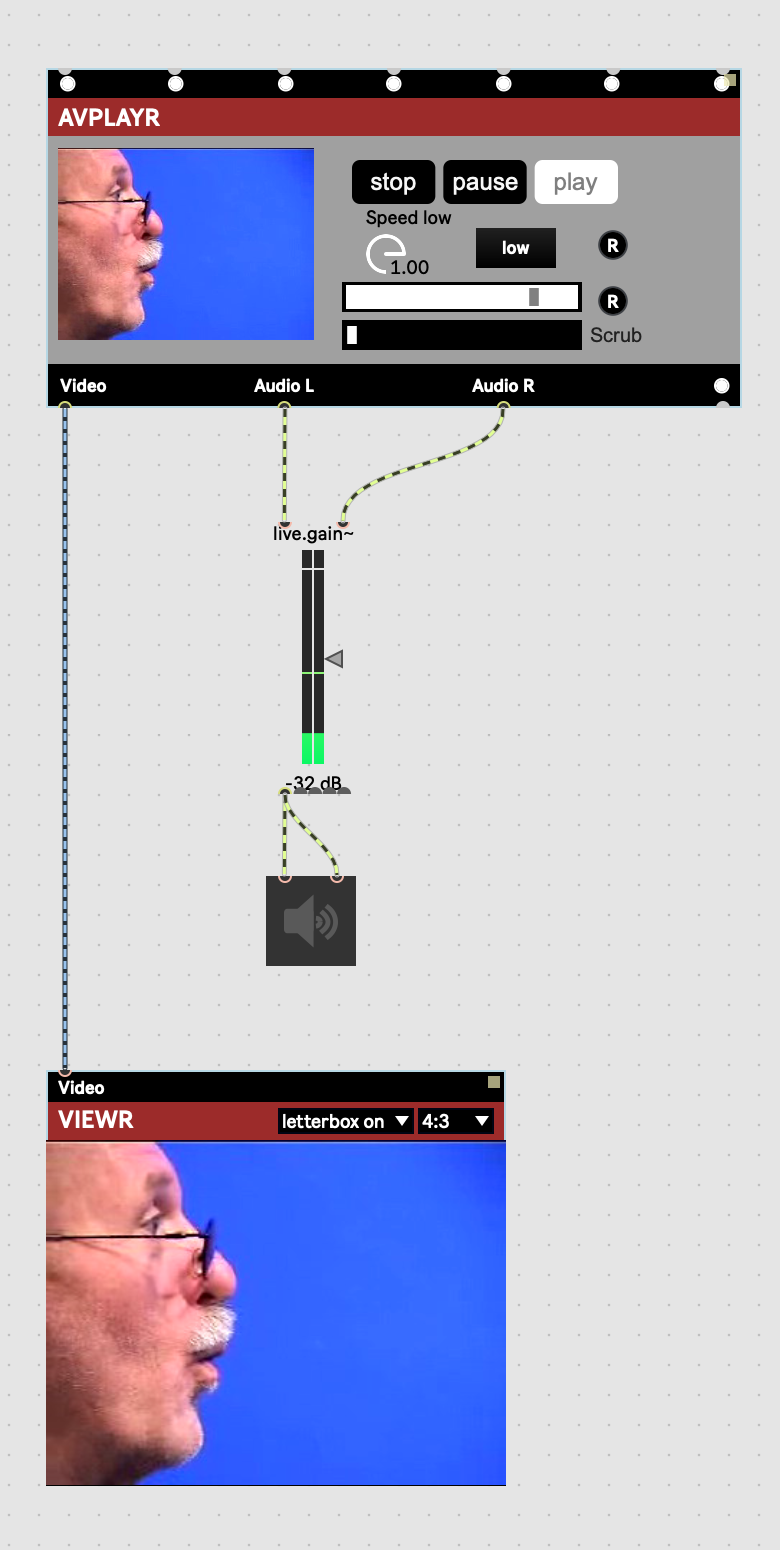 AVPLAYR
stop pause play
Speed low
low
R
1.00
R
Scrub
Video Audio L Audio R
live.gain~
-32 dB
Video
VIEWR letterbox on 4:3